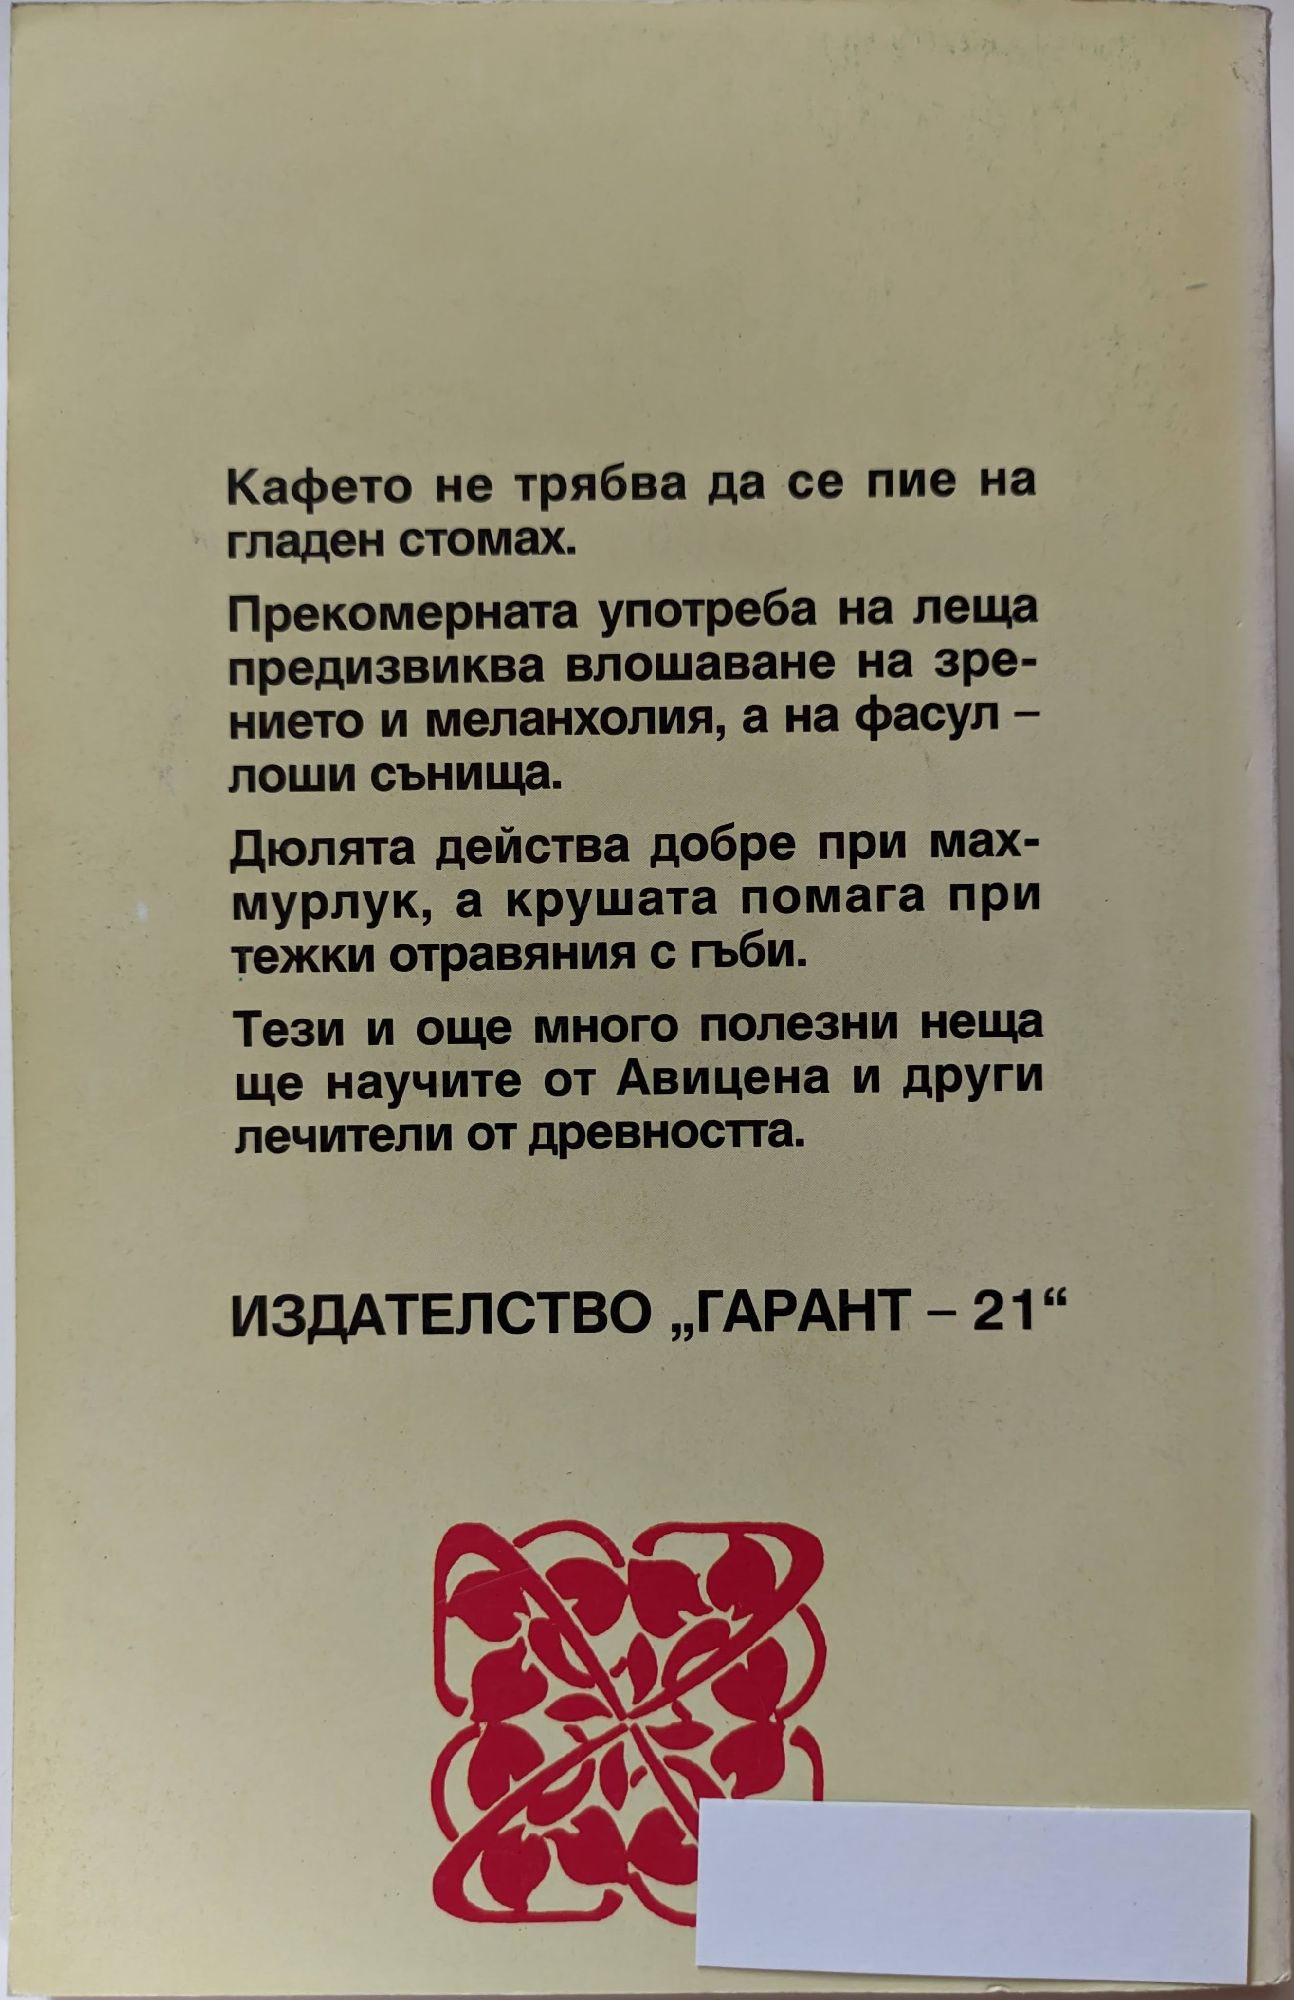 Кафето не трябва да се пие на
гладен стомах.
Прекомерната употреба на леща
предизвиква влошаване на зре-
нието и меланхолия, а на фасул –
лоши сънища.
Дюлята действа добре при мах-
мурлук, а крушата помага при
тежки отравяния с гъби.
Тези и още много полезни неща
ще научите от Авицена и други
лечители от древността.
ИЗДАТЕЛСТВО „ГАРАНТ – 21“